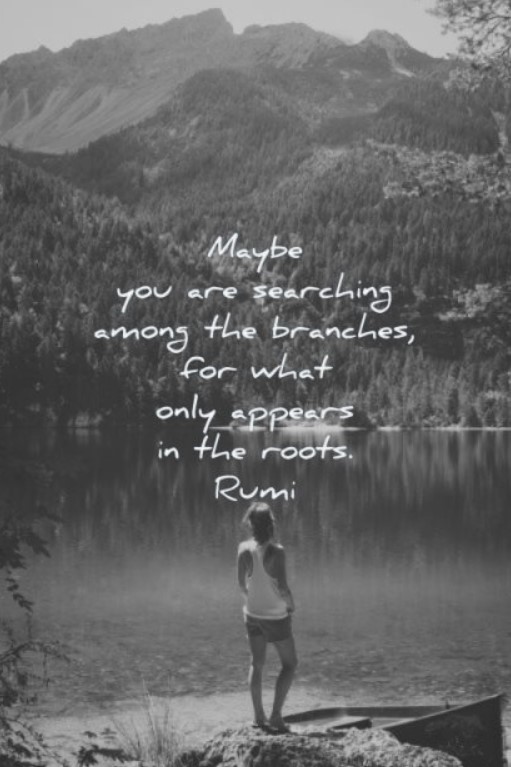 Maybe
you are searching
among the branches,
for what
only appears
in the roots.
Rumi